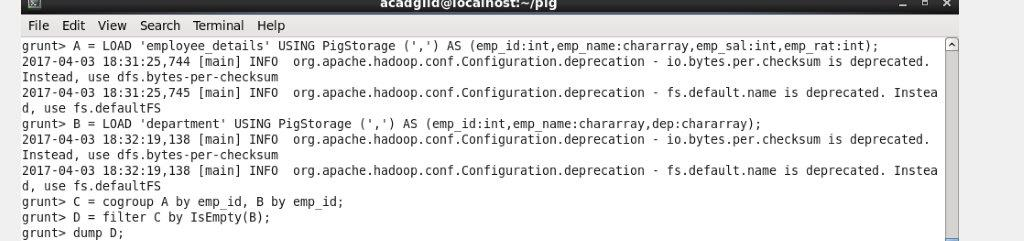 acadgild@localhost:~/pig
File Edit View Search Terminal Help
grunt> A = LOAD 'employee_details' USING PigStorage (',') AS (emp_id:int,emp_name:chararray,emp_sal:int,emp_rat:int);
2017-04-03 18:31:25,744 [main] INFO  org.apache.hadoop.conf.Configuration.deprecation - io.bytes.per.checksum is deprecated.
Instead, use dfs.bytes-per-checksum
2017-04-03 18:31:25,745 [main] INFO  org.apache.hadoop.conf.Configuration.deprecation - fs.default.name is deprecated. Instea
d, use fs.defaultFS
grunt> B = LOAD 'department' USING PigStorage (',') AS (emp_id:int,emp_name:chararray,dep:chararray);
2017-04-03 18:32:19,138 [main] INFO  org.apache.hadoop.conf.Configuration.deprecation - io.bytes.per.checksum is deprecated.
Instead, use dfs.bytes-per-checksum
2017-04-03 18:32:19,138 [main] INFO  org.apache.hadoop.conf.Configuration.deprecation - fs.default.name is deprecated. Instea
d, use fs.defaultFS
grunt> C = cogroup A by emp_id, B by emp_id;
grunt> D = filter C by IsEmpty(B);
grunt> dump D;